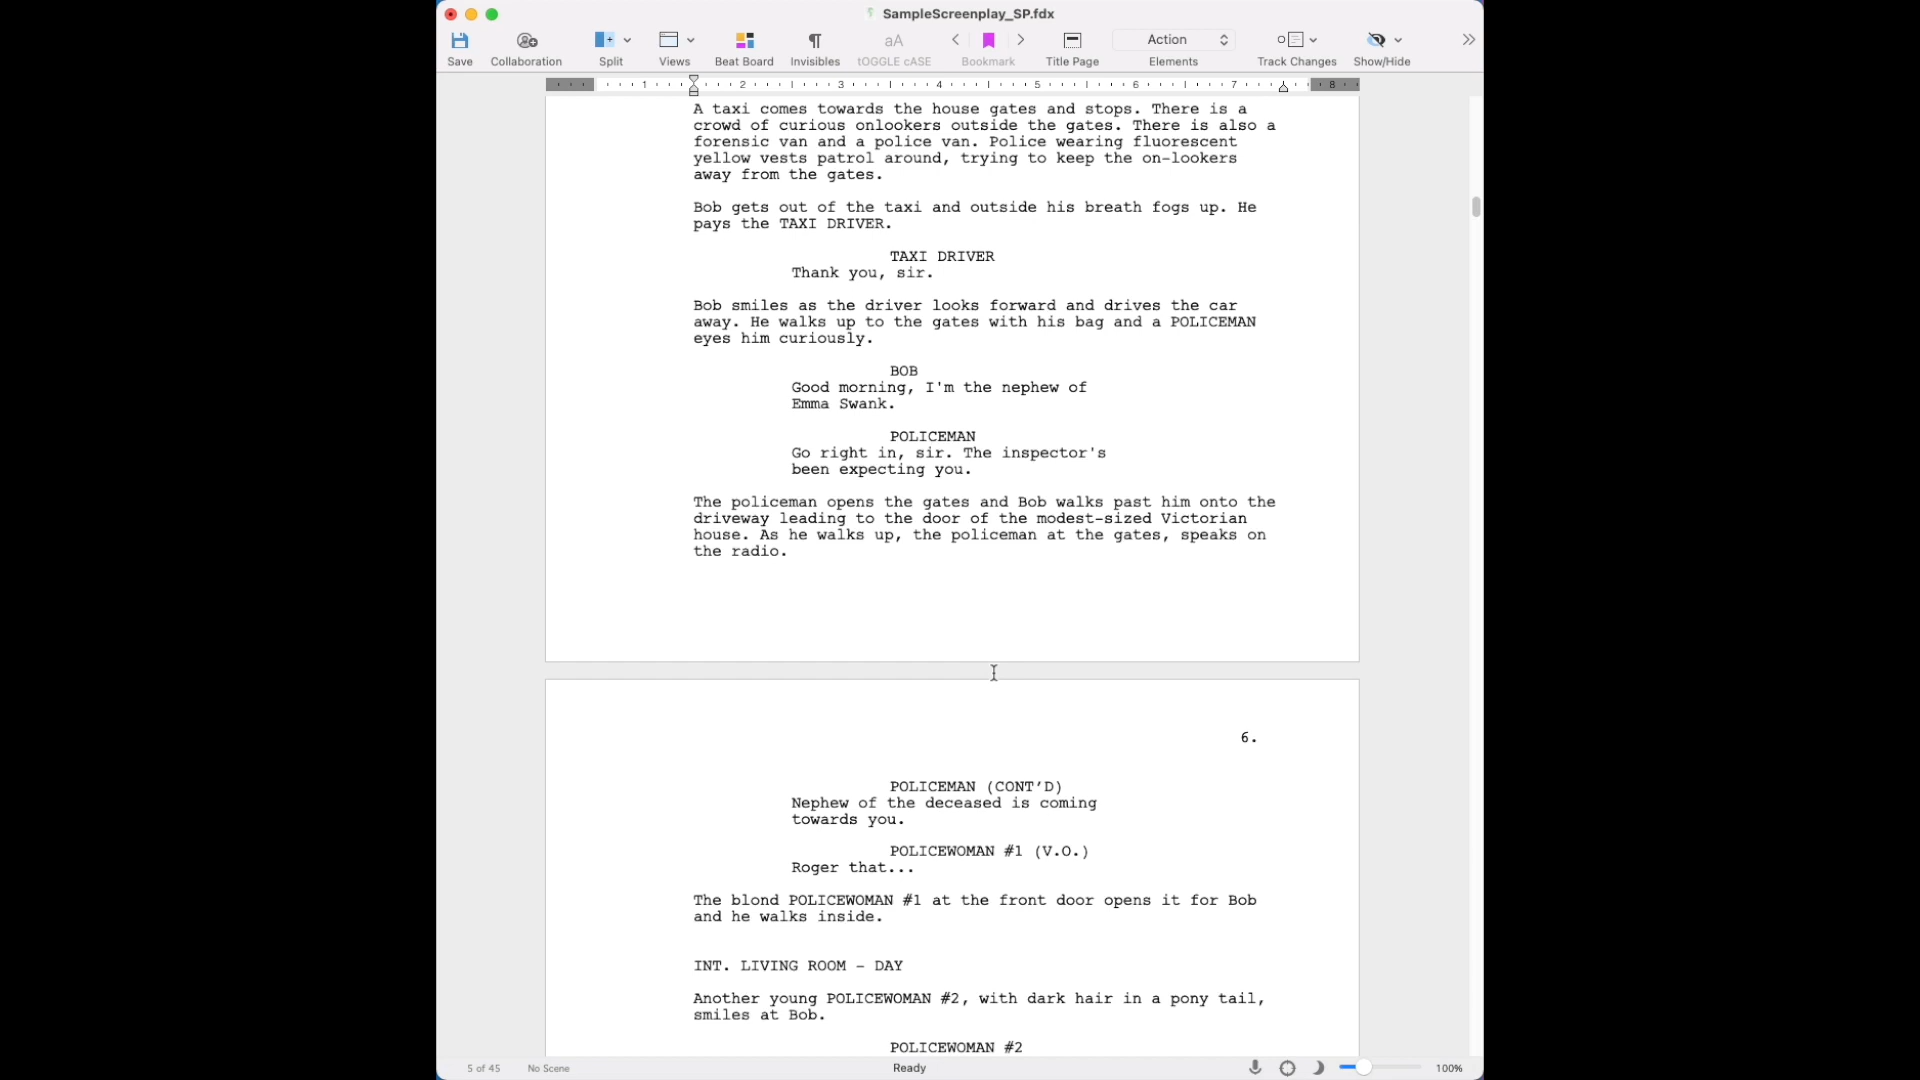 SampleScreenplay_SP.fdx
Action
Save Collaboration Split Views Beat Board Invisibles tOGGLE cASE Bookmark Title Page Elements Track Changes Show/Hide
1 2 3 4 5 6 7 8
A taxi comes towards the house gates and stops. There is a
crowd of curious onlookers outside the gates. There is also a
forensic van and a police van. Police wearing fluorescent
yellow vests patrol around, trying to keep the on-lookers
away from the gates.
Bob gets out of the taxi and outside his breath fogs up. He
pays the TAXI DRIVER.
TAXI DRIVER
Thank you, sir.
Bob smiles as the driver looks forward and drives the car
away. He walks up to the gates with his bag and a POLICEMAN
eyes him curiously.
BOB
Good morning, I'm the nephew of
Emma Swank.
POLICEMAN
Go right in, sir. The inspector's
been expecting you.
The policeman opens the gates and Bob walks past him onto the
driveway leading to the door of the modest-sized Victorian
house. As he walks up, the policeman at the gates, speaks on
the radio.
6.
POLICEMAN (CONT'D)
Nephew of the deceased is coming
towards you.
POLICEWOMAN #1 (V.O.)
Roger that...
The blond POLICEWOMAN #1 at the front door opens it for Bob
and he walks inside.
INT. LIVING ROOM - DAY
Another young POLICEWOMAN #2, with dark hair in a pony tail,
smiles at Bob.
POLICEWOMAN #2
5 of 45 No Scene Ready 100%